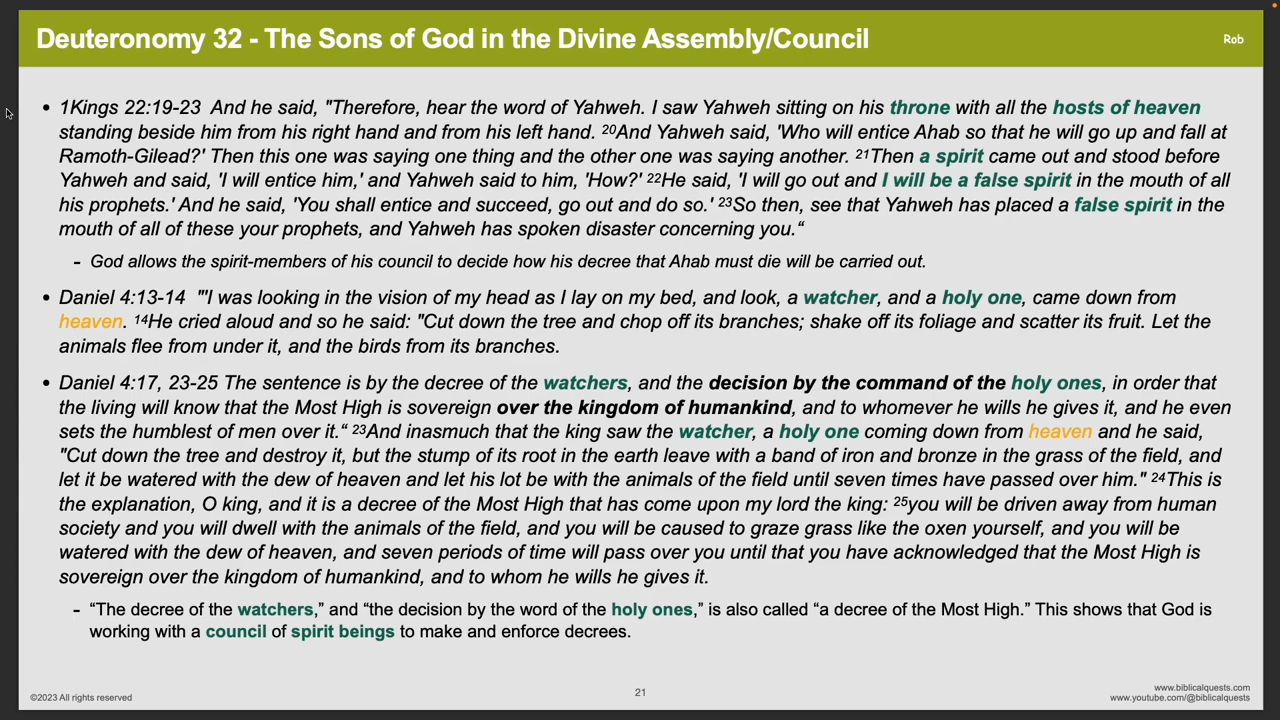 Deuteronomy 32 - The Sons of God in the Divine Assembly/Council
Rob
• 1Kings 22:19-23 And he said, "Therefore, hear the word of Yahweh. I saw Yahweh sitting on his throne with all the hosts of heaven
standing beside him from his right hand and from his left hand. 20And Yahweh said, 'Who will entice Ahab so that he will go up and fall at
Ramoth-Gilead?' Then this one was saying one thing and the other one was saying another. 21Then a spirit came out and stood before
Yahweh and said, 'I will entice him,' and Yahweh said to him, 'How?' 22He said, 'I will go out and I will be a false spirit in the mouth of all
his prophets.' And he said, 'You shall entice and succeed, go out and do so.' 23So then, see that Yahweh has placed a false spirit in the
mouth of all of these your prophets, and Yahweh has spoken disaster concerning you.“
- God allows the spirit-members of his council to decide how his decree that Ahab must die will be carried out.
• Daniel 4:13-14 "'I was looking in the vision of my head as I lay on my bed, and look, a watcher, and a holy one, came down from
heaven. 14He cried aloud and so he said: "Cut down the tree and chop off its branches; shake off its foliage and scatter its fruit. Let the
animals flee from under it, and the birds from its branches.
• Daniel 4:17, 23-25 The sentence is by the decree of the watchers, and the decision by the command of the holy ones, in order that
the living will know that the Most High is sovereign over the kingdom of humankind, and to whomever he wills he gives it, and he even
sets the humblest of men over it.“ 23And inasmuch that the king saw the watcher, a holy one coming down from heaven and he said,
"Cut down the tree and destroy it, but the stump of its root in the earth leave with a band of iron and bronze in the grass of the field, and
let it be watered with the dew of heaven and let his lot be with the animals of the field until seven times have passed over him." 24This is
the explanation, O king, and it is a decree of the Most High that has come upon my lord the king: 25you will be driven away from human
society and you will dwell with the animals of the field, and you will be caused to graze grass like the oxen yourself, and you will be
watered with the dew of heaven, and seven periods of time will pass over you until that you have acknowledged that the Most High is
sovereign over the kingdom of humankind, and to whom he wills he gives it.
- “The decree of the watchers,” and “the decision by the word of the holy ones,” is also called “a decree of the Most High.” This shows that God is
working with a council of spirit beings to make and enforce decrees.
©2023 All rights reserved
21
www.biblicalquests.com
www.youtube.com/@biblicalquests